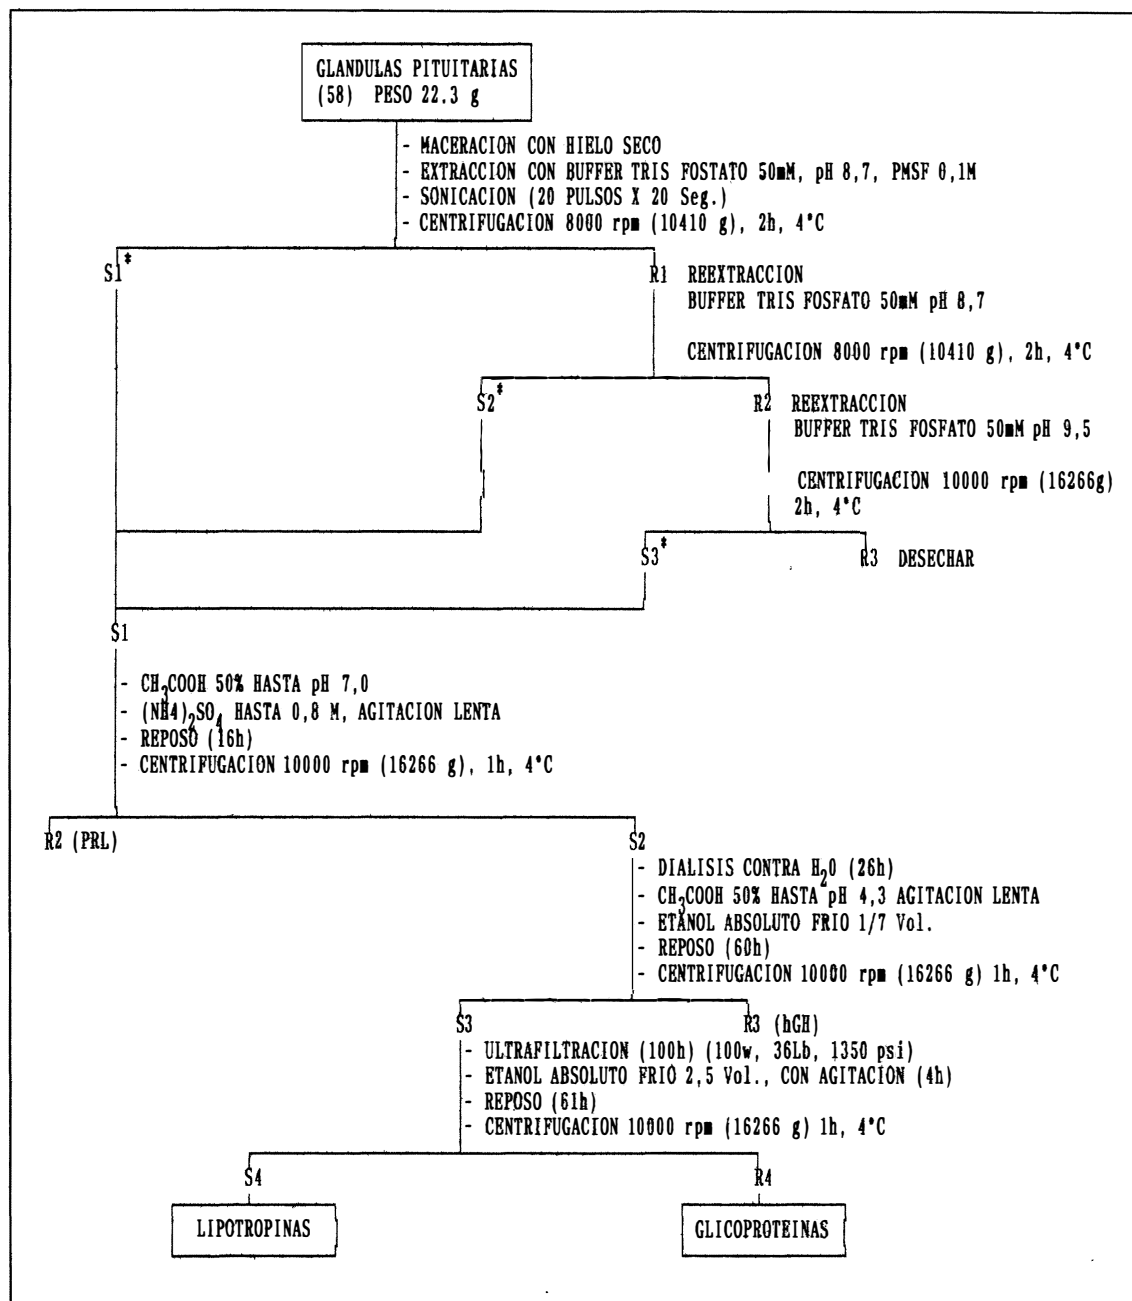 GLANDULAS PITUITARIAS
(58) PESO 22.3 g
- MACERACION CON HIELO SECO
- EXTRACCION CON BUFFER TRIS FOSTATO 50mM, pH 8,7, PMSF 0,1M
- SONICACION (20 PULSOS X 20 Seg.)
- CENTRIFUGACION 8000 rpm (10410 g), 2h, 4°C
S1*
R1 REEXTRACCION
BUFFER TRIS FOSFATO 50mM pH 8,7
CENTRIFUGACION 8000 rpm (10410 g), 2h, 4°C
S2*
R2 REEXTRACCION
BUFFER TRIS FOSFATO 50mM pH 9,5
CENTRIFUGACION 10000 rpm (16266g)
2h, 4°C
S3*
R3 DESECHAR
S1
- CH₃COOH 50% HASTA pH 7,0
- (NH4)₂SO₄ HASTA 0,8 M, AGITACION LENTA
- REPOSO (16h)
- CENTRIFUGACION 10000 rpm (16266 g), 1h, 4°C
R2 (PRL)
S2
- DIALISIS CONTRA H₂O (26h)
- CH₃COOH 50% HASTA pH 4,3 AGITACION LENTA
- ETANOL ABSOLUTO FRIO 1/7 Vol.
- REPOSO (60h)
- CENTRIFUGACION 10000 rpm (16266 g) 1h, 4°C
S3
R3 (hGH)
- ULTRAFILTRACION (100h) (100w, 36Lb, 1350 psi)
- ETANOL ABSOLUTO FRIO 2,5 Vol., CON AGITACION (4h)
- REPOSO (61h)
- CENTRIFUGACION 10000 rpm (16266 g) 1h, 4°C
S4
R4
LIPOTROPINAS
GLICOPROTEINAS